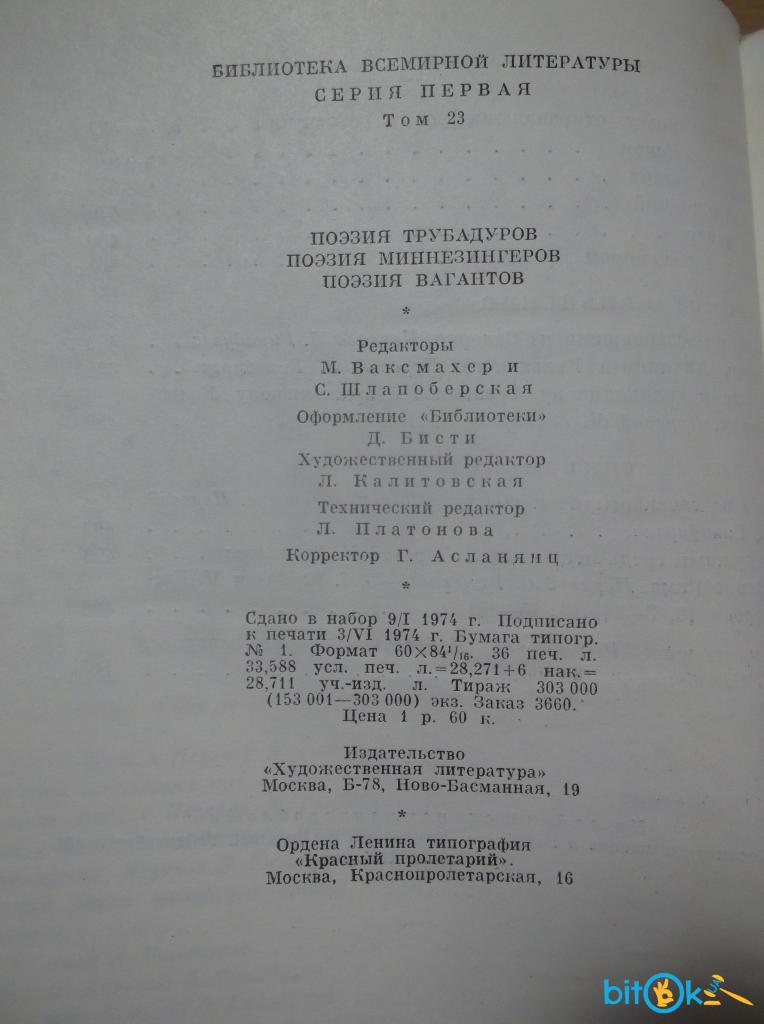 БИБЛИОТЕКА ВСЕМИРНОЙ ЛИТЕРАТУРЫ
СЕРИЯ ПЕРВАЯ
Том 23
ПОЭЗИЯ ТРУБАДУРОВ
ПОЭЗИЯ МИННЕЗИНГЕРОВ
ПОЭЗИЯ ВАГАНТОВ
*
Редакторы
М. Ваксмахер и
С. Шлапоберская
Оформление «Библиотеки»
Д. Бисти
Художественный редактор
Л. Калитовская
Технический редактор
Л. Платонова
Корректор Г. Асланянц
*
Сдано в набор 9/I 1974 г. Подписано
к печати 3/VI 1974 г. Бумага типогр.
№ 1. Формат 60×84¹/₁₆. 36 печ. л.
33,588 усл. печ. л.=28,271+6 нак.=
28,711 уч.-изд. л. Тираж 303 000
(153 001—303 000) экз. Заказ 3660.
Цена 1 р. 60 к.
Издательство
«Художественная литература»
Москва, Б-78, Ново-Басманная, 19
*
Ордена Ленина типография
«Красный пролетарий».
Москва, Краснопролетарская, 16
bitok UA